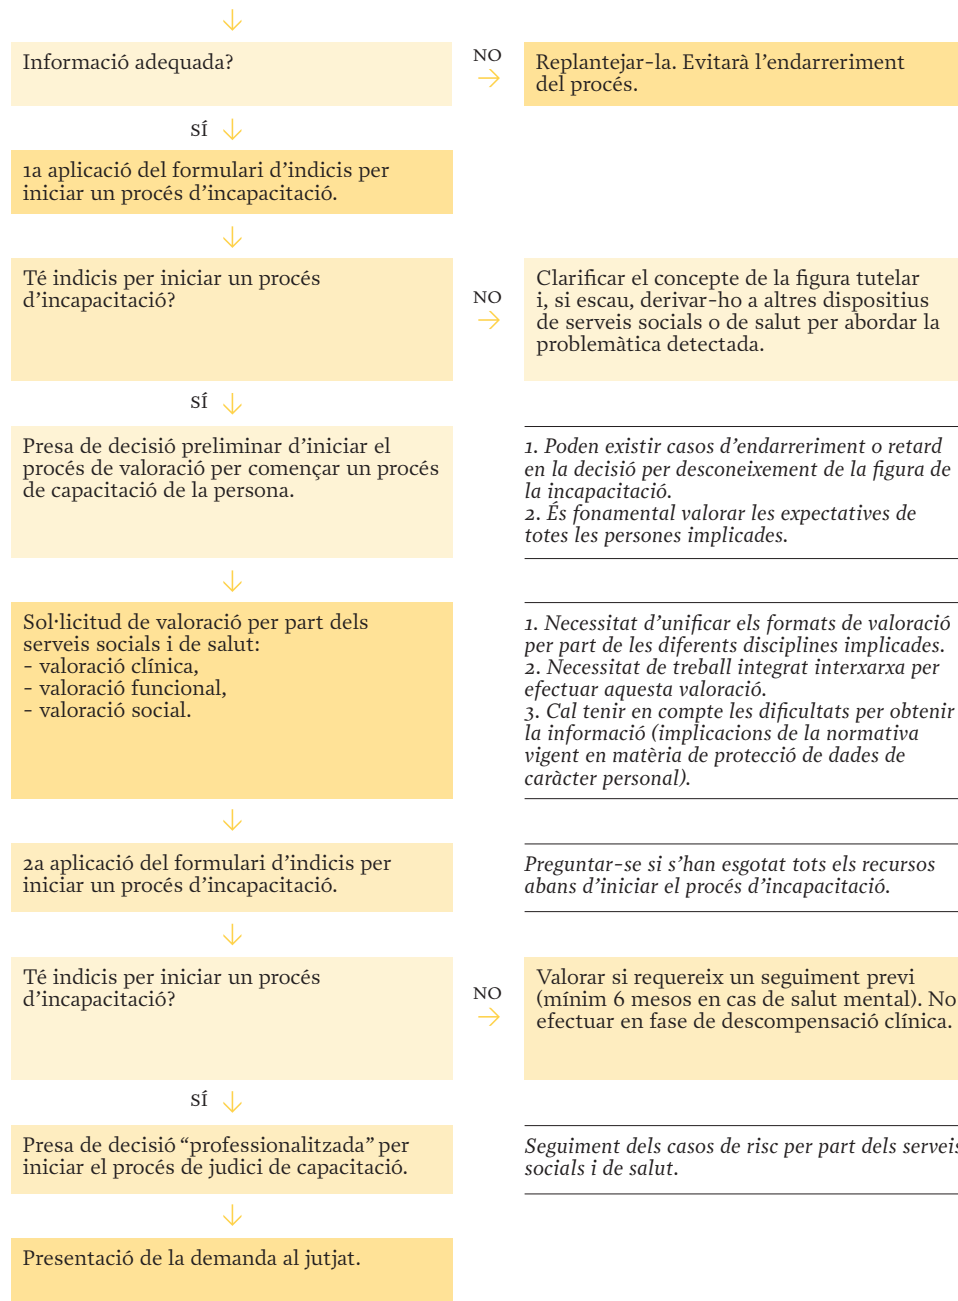 Informació adequada?
NO
Replantejar-la. Evitarà l'endarreriment
del procés.
SÍ
1a aplicació del formulari d'indicis per
iniciar un procés d'incapacitació.
Té indicis per iniciar un procés
d'incapacitació?
NO
Clarificar el concepte de la figura tutelar
i, si escau, derivar-ho a altres dispositius
de serveis socials o de salut per abordar la
problemàtica detectada.
SÍ
Presa de decisió preliminar d'iniciar el
procés de valoració per començar un procés
de capacitació de la persona.
1. Poden existir casos d'endarreriment o retard
en la decisió per desconeixement de la figura de
la incapacitació.
2. És fonamental valorar les expectatives de
totes les persones implicades.
Sol·licitud de valoració per part dels
serveis socials i de salut:
- valoració clínica,
- valoració funcional,
- valoració social.
1. Necessitat d'unificar els formats de valoració
per part de les diferents disciplines implicades.
2. Necessitat de treball integrat interxarxa per
efectuar aquesta valoració.
3. Cal tenir en compte les dificultats per obtenir
la informació (implicacions de la normativa
vigent en matèria de protecció de dades de
caràcter personal).
2a aplicació del formulari d'indicis per
iniciar un procés d'incapacitació.
Preguntar-se si s'han esgotat tots els recursos
abans d'iniciar el procés d'incapacitació.
Té indicis per iniciar un procés
d'incapacitació?
NO
Valorar si requereix un seguiment previ
(mínim 6 mesos en cas de salut mental). No
efectuar en fase de descompensació clínica.
SÍ
Presa de decisió “professionalitzada” per
iniciar el procés de judici de capacitació.
Seguiment dels casos de risc per part dels serveis
socials i de salut.
Presentació de la demanda al jutjat.